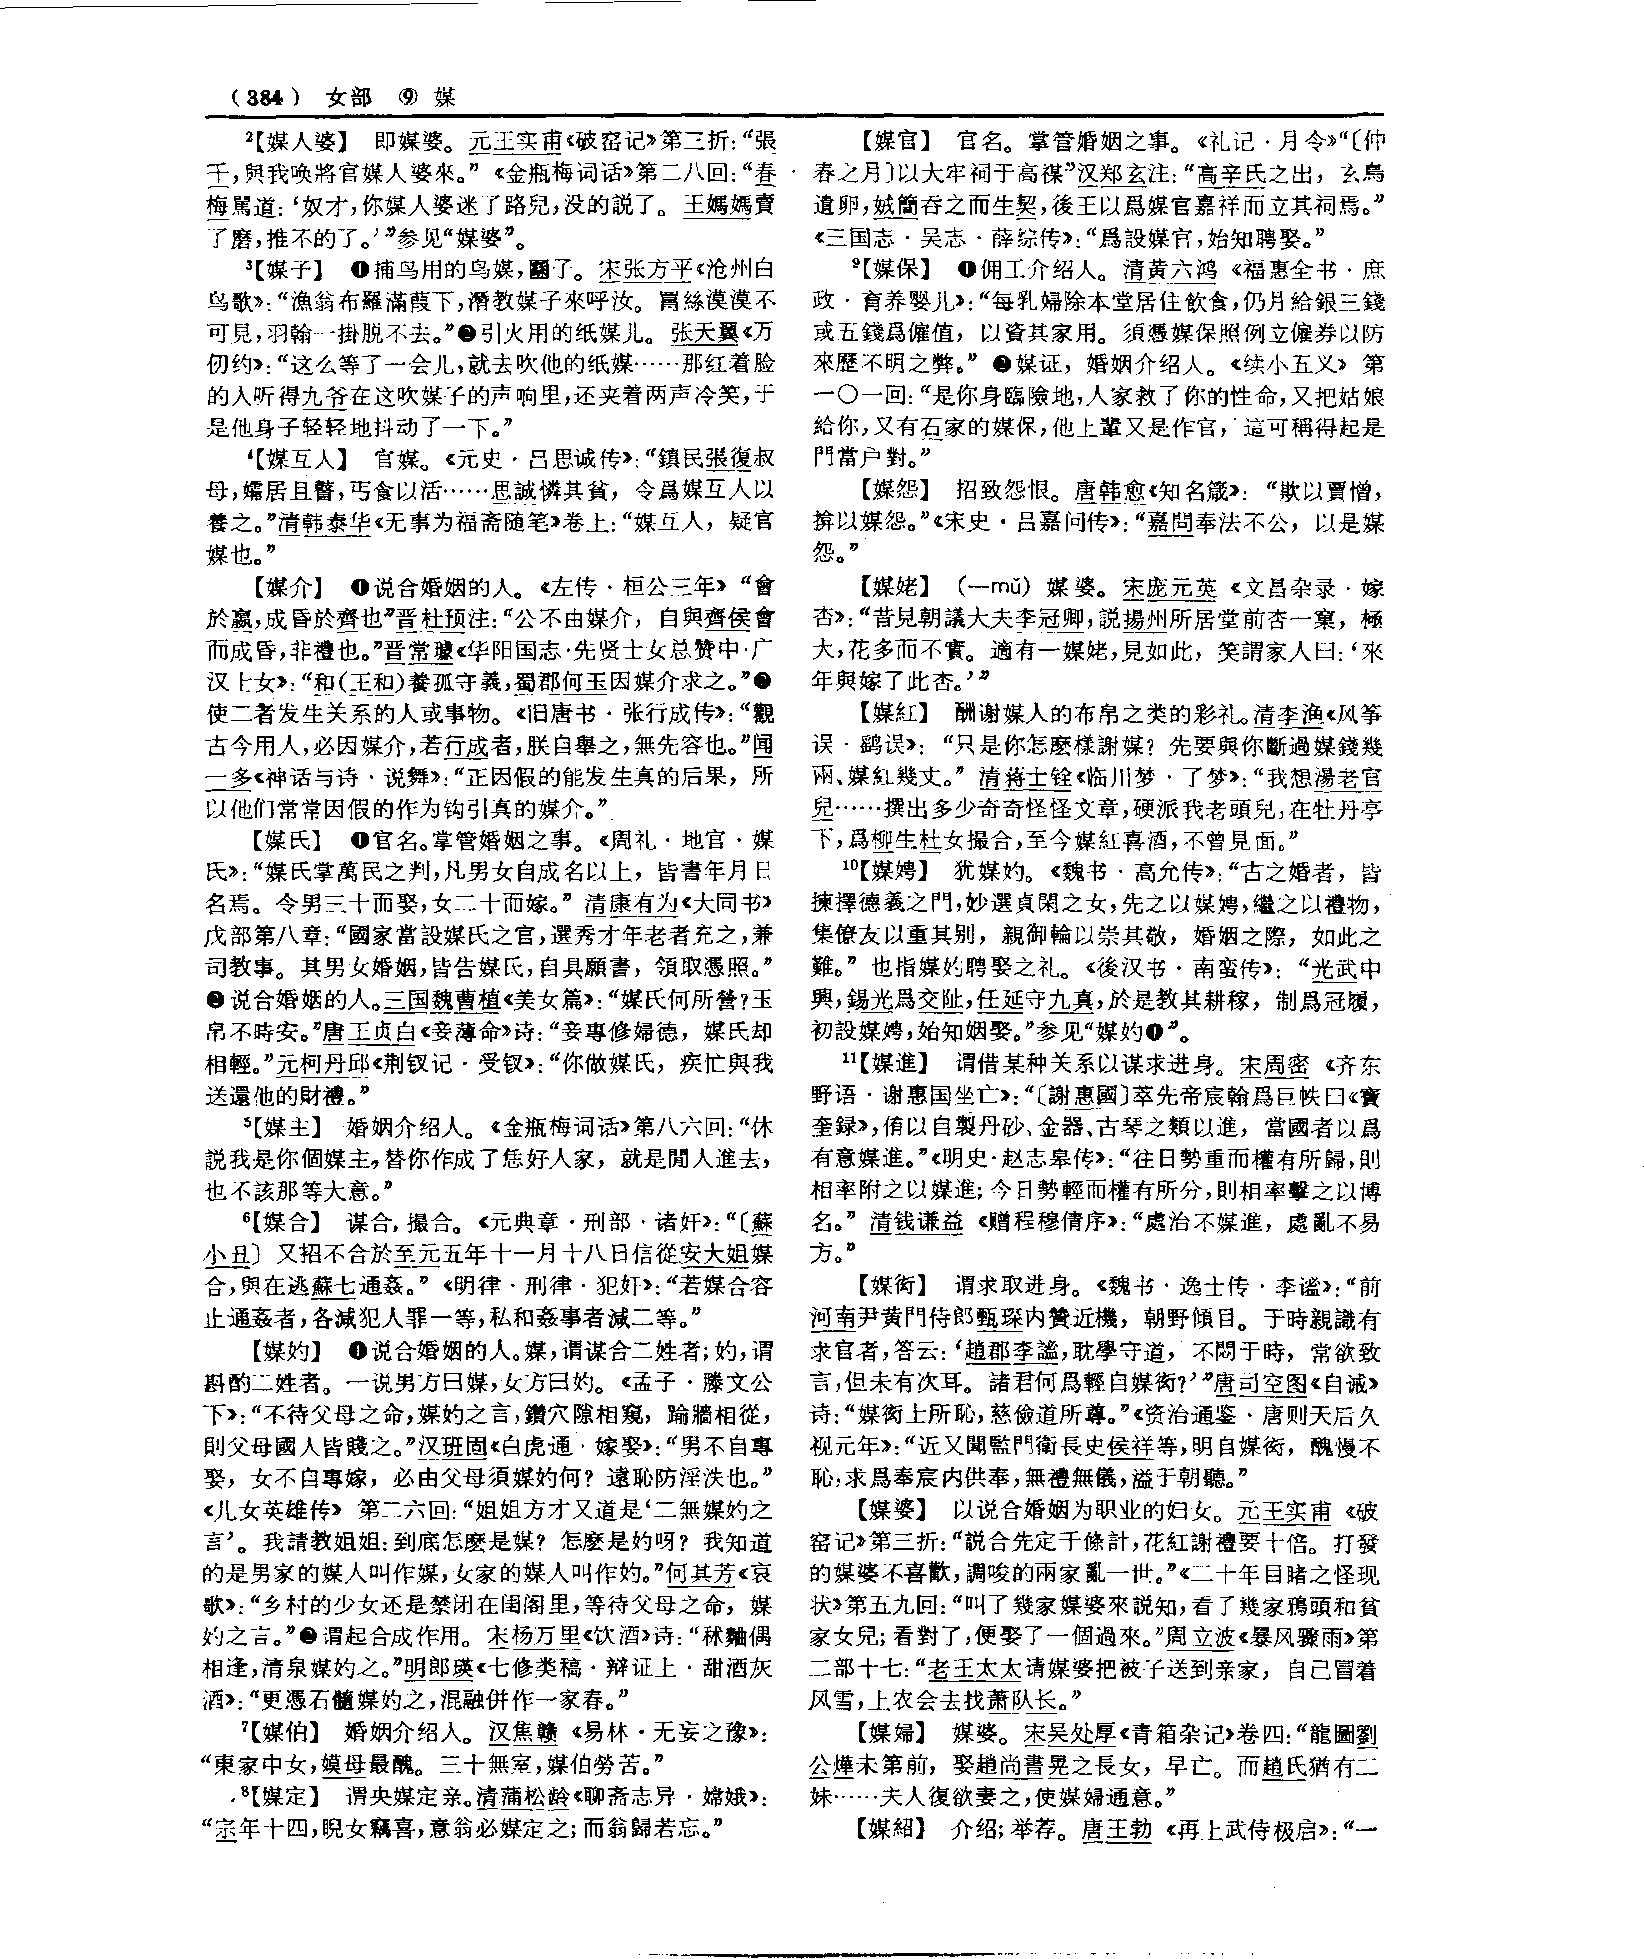 （384） 女部 ⑨ 媒
²【媒人婆】 即媒婆。元王实甫《破窑记》第三折：“張
千，與我唤將官媒人婆來。”《金瓶梅词话》第二八回：“春
梅駡道：‘奴才，你媒人婆迷了路兒，没的説了。王媽媽賣
了磨，推不的了。’”参见“媒婆”。
³【媒子】 ❶捕鸟用的鸟媒，囮子。宋张方平《沧州白
鸟歌》：“漁翁布羅滿葭下，潛教媒子來呼汝。罥絲漠漠不
可見，羽翰一掛脱不去。”❷引火用的纸媒儿。张天翼《万
仞约》：“这么等了一会儿，就去吹他的纸媒……那红着脸
的人听得九爷在这吹媒子的声响里，还夹着两声冷笑，于
是他身子轻轻地抖动了一下。”
⁴【媒互人】 官媒。《元史·吕思诚传》：“鎮民張復叔
母，孀居且瞽，丐食以活……思誠憐其貧，令爲媒互人以
養之。”清韩泰华《无事为福斋随笔》卷上：“媒互人，疑官
媒也。”
【媒介】 ❶说合婚姻的人。《左传·桓公三年》“會
於嬴，成昏於齊也”晋杜预注：“公不由媒介，自與齊侯會
而成昏，非禮也。”晋常璩《华阳国志·先贤士女总赞中·广
汉士女》：“和（王和）養孤守義，蜀郡何玉因媒介求之。”❷
使二者发生关系的人或事物。《旧唐书·张行成传》：“觀
古今用人，必因媒介，若行成者，朕自舉之，無先容也。”闻
一多《神话与诗·说舞》：“正因假的能发生真的后果，所
以他们常常因假的作为钩引真的媒介。”
【媒氏】 ❶官名。掌管婚姻之事。《周礼·地官·媒
氏》：“媒氏掌萬民之判，凡男女自成名以上，皆書年月日
名焉。令男三十而娶，女二十而嫁。”清康有为《大同书》
戊部第八章：“國家當設媒氏之官，選秀才年老者充之，兼
司教事。其男女婚姻，皆告媒氏，自具願書，領取憑照。”
❷说合婚姻的人。三国魏曹植《美女篇》：“媒氏何所營？玉
帛不時安。”唐王贞白《妾薄命》诗：“妾專修婦德，媒氏却
相輕。”元柯丹邱《荆钗记·受钗》：“你做媒氏，疾忙與我
送還他的財禮。”
⁵【媒主】 婚姻介绍人。《金瓶梅词话》第八六回：“休
説我是你個媒主，替你作成了恁好人家，就是閒人進去，
也不該那等大意。”
⁶【媒合】 谋合，撮合。《元典章·刑部·诸奸》：“〔蘇
小丑〕又招不合於至元五年十一月十八日信從安大姐媒
合，與在逃蘇七通姦。”《明律·刑律·犯奸》：“若媒合容
止通姦者，各減犯人罪一等，私和姦事者減二等。”
【媒妁】 ❶说合婚姻的人。媒，谓谋合二姓者；妁，谓
斟酌二姓者。一说男方曰媒，女方曰妁。《孟子·滕文公
下》：“不待父母之命，媒妁之言，鑽穴隙相窺，踰牆相從，
則父母國人皆賤之。”汉班固《白虎通·嫁娶》：“男不自專
娶，女不自專嫁，必由父母須媒妁何？遠恥防淫泆也。”
《儿女英雄传》第二六回：“姐姐方才又道是‘二無媒妁之
言’。我請教姐姐：到底怎麽是媒？怎麽是妁呀？我知道
的是男家的媒人叫作媒，女家的媒人叫作妁。”何其芳《哀
歌》：“乡村的少女还是禁闭在闺阁里，等待父母之命，媒
妁之言。”❷谓起合成作用。宋杨万里《饮酒》诗：“秫麯偶
相逢，清泉媒妁之。”明郎瑛《七修类稿·辩证上·甜酒灰
酒》：“更憑石髓媒妁之，混融併作一家春。”
⁷【媒伯】 婚姻介绍人。汉焦赣《易林·无妄之豫》：
“東家中女，嫫母最醜。三十無室，媒伯勞苦。”
⁸【媒定】 谓央媒定亲。清蒲松龄《聊斋志异·嫦娥》：
“宗年十四，睨女竊喜，意翁必媒定之；而翁歸若忘。”
【媒官】 官名。掌管婚姻之事。《礼记·月令》“〔仲
春之月〕以大牢祠于高禖”汉郑玄注：“高辛氏之出，玄鳥
遺卵，娀簡吞之而生契，後王以爲媒官嘉祥而立其祠焉。”
《三国志·吴志·薛综传》：“爲設媒官，始知聘娶。”
⁹【媒保】 ❶佣工介绍人。清黄六鸿《福惠全书·庶
政·育养婴儿》：“每乳婦除本堂居住飲食，仍月給銀三錢
或五錢爲僱值，以資其家用。須憑媒保照例立僱券以防
來歷不明之弊。”❷媒证，婚姻介绍人。《续小五义》第
一〇一回：“是你身臨險地，人家救了你的性命，又把姑娘
給你，又有石家的媒保，他上輩又是作官，這可稱得起是
門當户對。”
【媒怨】 招致怨恨。唐韩愈《知名箴》：“欺以賈憎，
揜以媒怨。”《宋史·吕嘉问传》：“嘉問奉法不公，以是媒
怨。”
【媒姥】（—mǔ）媒婆。宋庞元英《文昌杂录·嫁
杏》：“昔見朝議大夫李冠卿，説揚州所居堂前杏一窠，極
大，花多而不實。適有一媒姥，見如此，笑謂家人曰：‘來
年與嫁了此杏。’”
【媒紅】 酬谢媒人的布帛之类的彩礼。清李渔《风筝
误·鹞误》：“只是你怎麽樣謝媒？先要與你斷過媒錢幾
兩、媒紅幾丈。”清蒋士铨《临川梦·了梦》：“我想湯老官
兒……撰出多少奇奇怪怪文章，硬派我老頭兒，在牡丹亭
下，爲柳生杜女撮合，至今媒紅喜酒，不曾見面。”
¹⁰【媒娉】 犹媒妁。《魏书·高允传》：“古之婚者，皆
揀擇德義之門，妙選貞閑之女，先之以媒娉，繼之以禮物，
集僚友以重其别，親御輪以崇其敬，婚姻之際，如此之
難。”也指媒妁聘娶之礼。《後汉书·南蛮传》：“光武中
興，錫光爲交阯，任延守九真，於是教其耕稼，制爲冠履，
初設媒娉，始知姻娶。”参见“媒妁❶”。
¹¹【媒進】 谓借某种关系以谋求进身。宋周密《齐东
野语·谢惠国坐亡》：“〔謝惠國〕萃先帝宸翰爲巨帙曰《寶
奎録》，侑以自製丹砂、金器、古琴之類以進，當國者以爲
有意媒進。”《明史·赵志皋传》：“往日勢重而權有所歸，則
相率附之以媒進；今日勢輕而權有所分，則相率擊之以博
名。”清钱谦益《赠程穆倩序》：“處治不媒進，處亂不易
方。”
【媒衒】 谓求取进身。《魏书·逸士传·李谧》：“前
河南尹黄門侍郎甄琛内贊近機，朝野傾目。于時親識有
求官者，答云：‘趙郡李謐，耽學守道，不悶于時，常欲致
言，但未有次耳。諸君何爲輕自媒衒？’”唐司空图《自诫》
诗：“媒衒士所恥，慈儉道所尊。”《资治通鉴·唐则天后久
视元年》：“近又聞監門衛長史侯祥等，明自媒衒，醜慢不
恥，求爲奉宸内供奉，無禮無儀，溢于朝聽。”
【媒婆】 以说合婚姻为职业的妇女。元王实甫《破
窑记》第三折：“説合先定千條計，花紅謝禮要十倍。打發
的媒婆不喜歡，調唆的兩家亂一世。”《二十年目睹之怪现
状》第五九回：“叫了幾家媒婆來説知，看了幾家鴉頭和貧
家女兒；看對了，便娶了一個過來。”周立波《暴风骤雨》第
二部十七：“老王太太请媒婆把被子送到亲家，自己冒着
风雪，上农会去找萧队长。”
【媒婦】 媒婆。宋吴处厚《青箱杂记》卷四：“龍圖劉
公燁未第前，娶趙尚書晃之長女，早亡。而趙氏猶有二
妹……夫人復欲妻之，使媒婦通意。”
【媒紹】 介绍；举荐。唐王勃《再上武侍极启》：“一